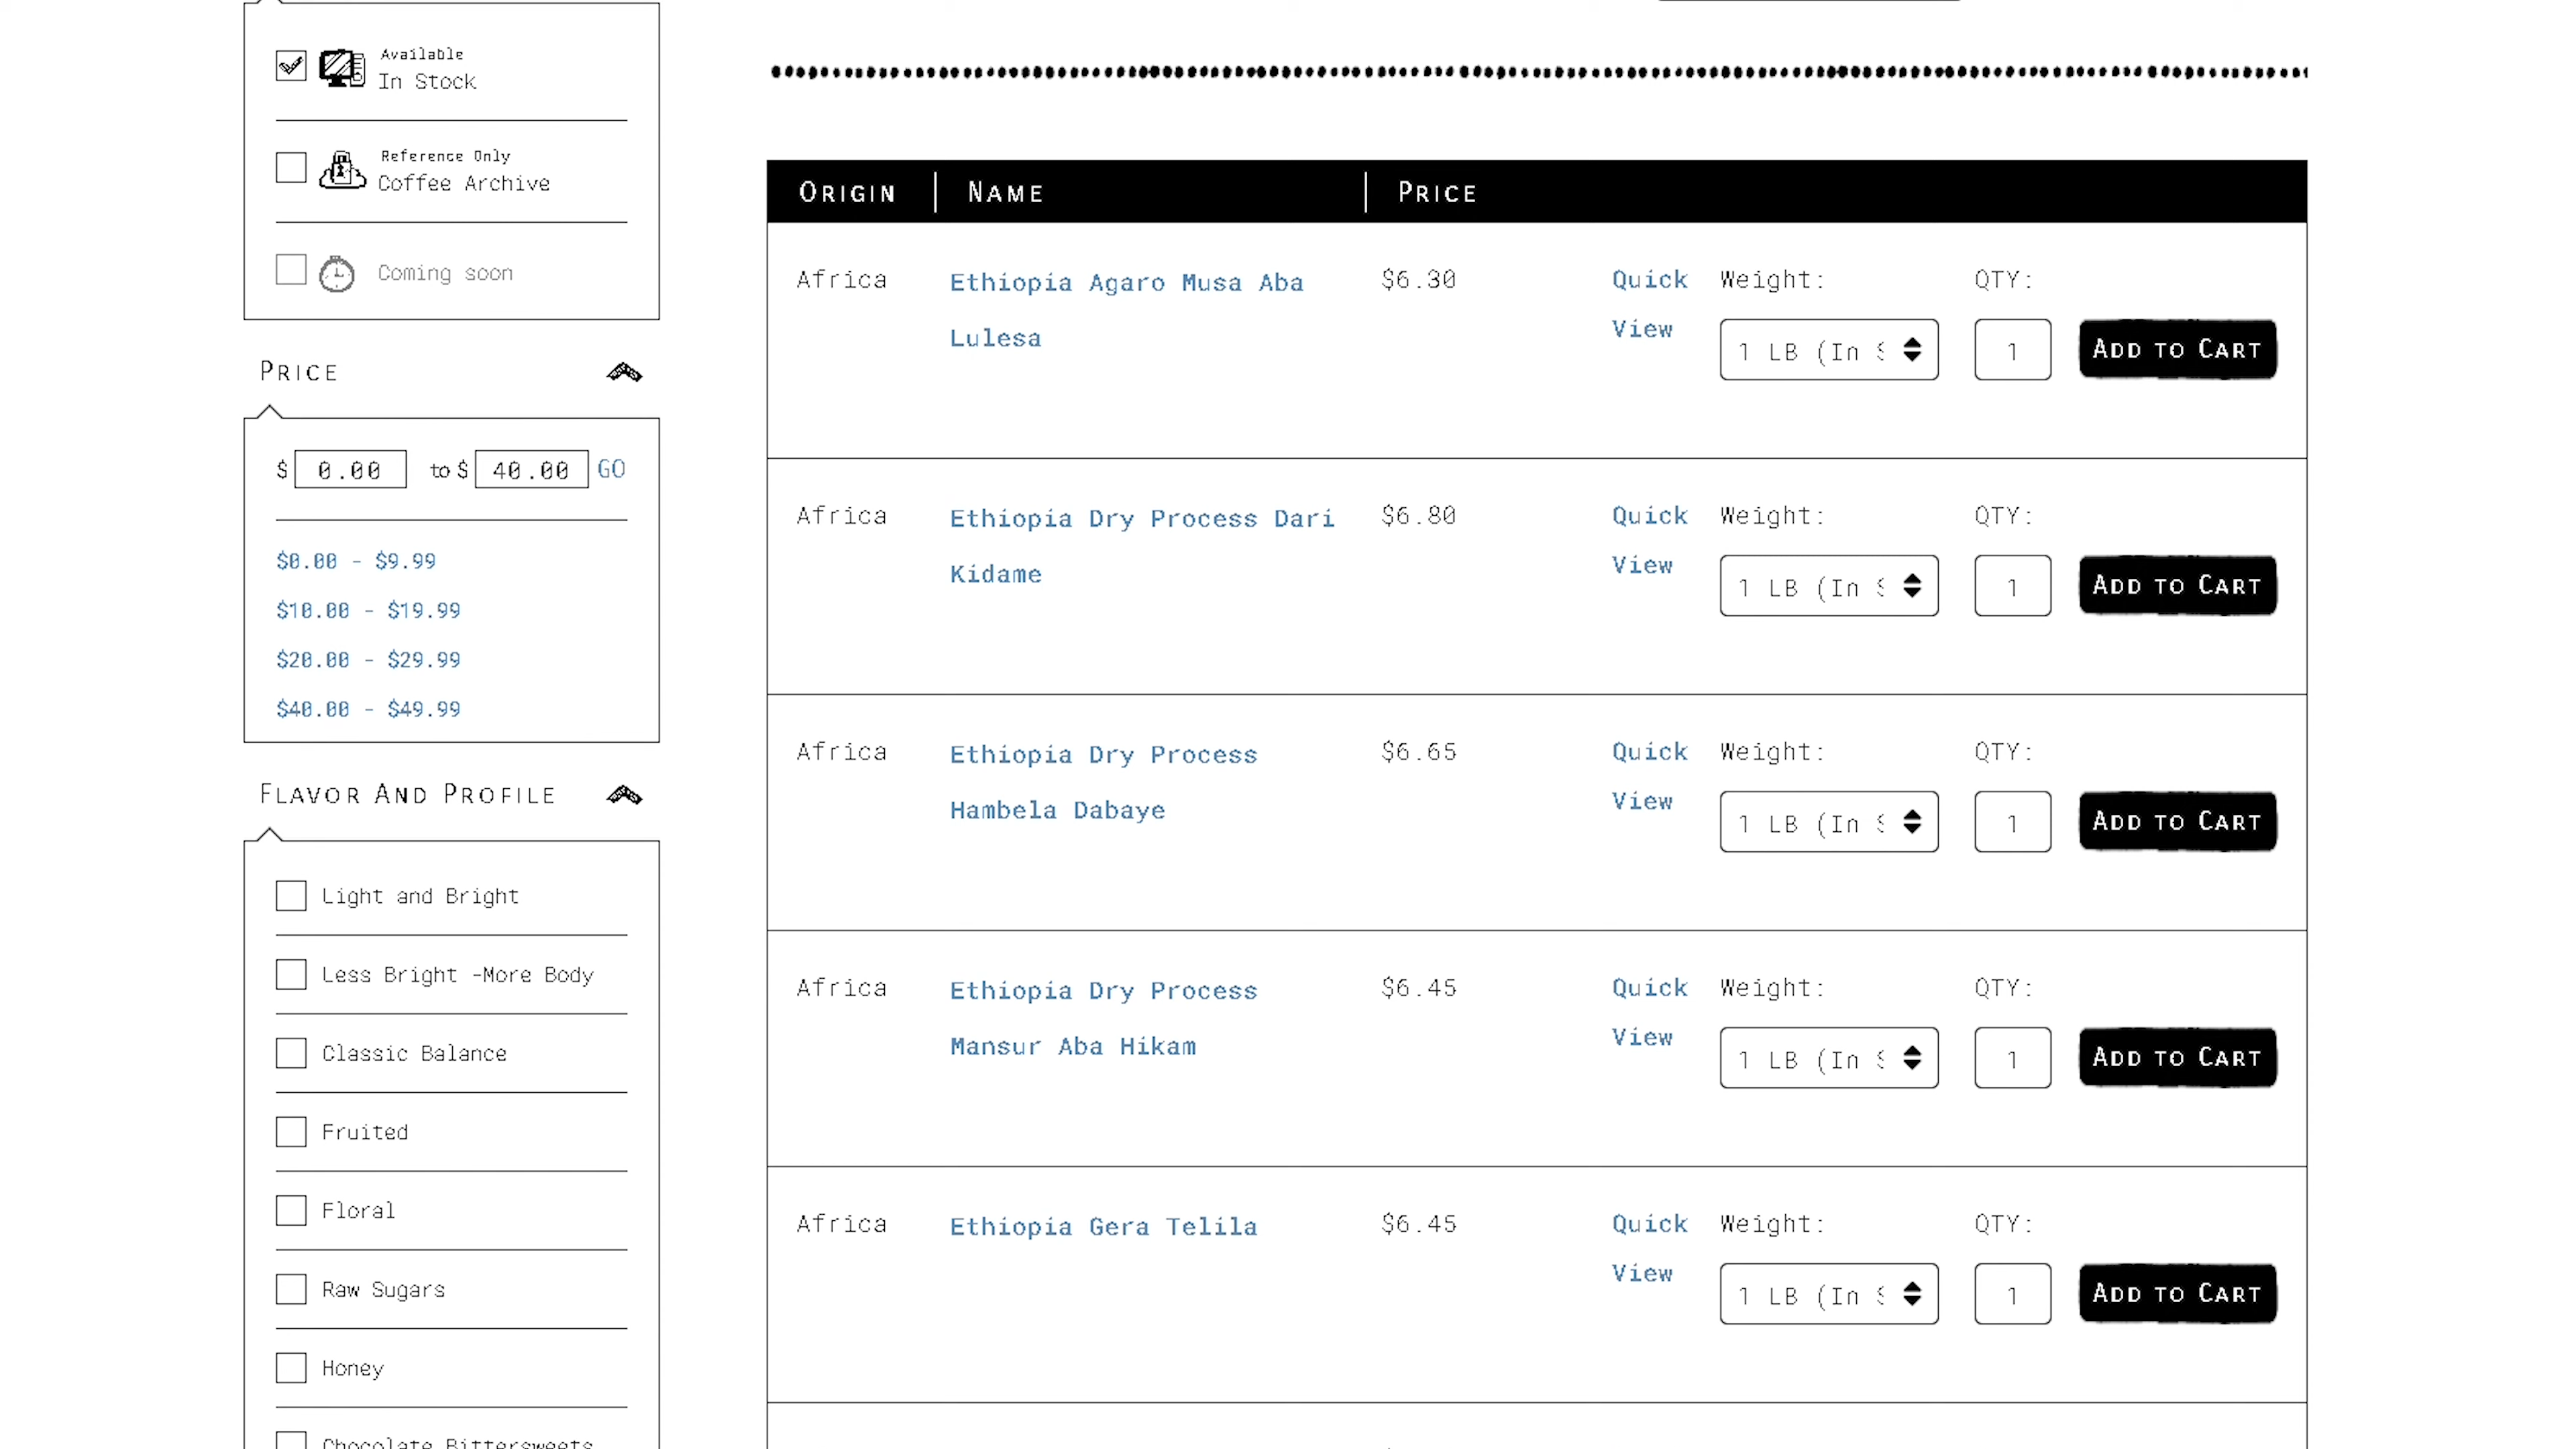 Available
In Stock
Reference Only
Coffee Archive
Coming soon
PRICE
$ 0.00 to $ 40.00 GO
$0.00 - $9.99
$10.00 - $19.99
$20.00 - $29.99
$40.00 - $49.99
FLAVOR AND PROFILE
Light and Bright
Less Bright -More Body
Classic Balance
Fruited
Floral
Raw Sugars
Honey
Chocolate Bittersweets
ORIGIN NAME PRICE
Africa Ethiopia Agaro Musa Aba $6.30 Quick Weight: QTY:
Lulesa View 1 LB (In 1 ADD TO CART
Africa Ethiopia Dry Process Dari $6.80 Quick Weight: QTY:
Kidame View 1 LB (In 1 ADD TO CART
Africa Ethiopia Dry Process $6.65 Quick Weight: QTY:
Hambela Dabaye View 1 LB (In 1 ADD TO CART
Africa Ethiopia Dry Process $6.45 Quick Weight: QTY:
Mansur Aba Hikam View 1 LB (In 1 ADD TO CART
Africa Ethiopia Gera Telila $6.45 Quick Weight: QTY:
View 1 LB (In 1 ADD TO CART